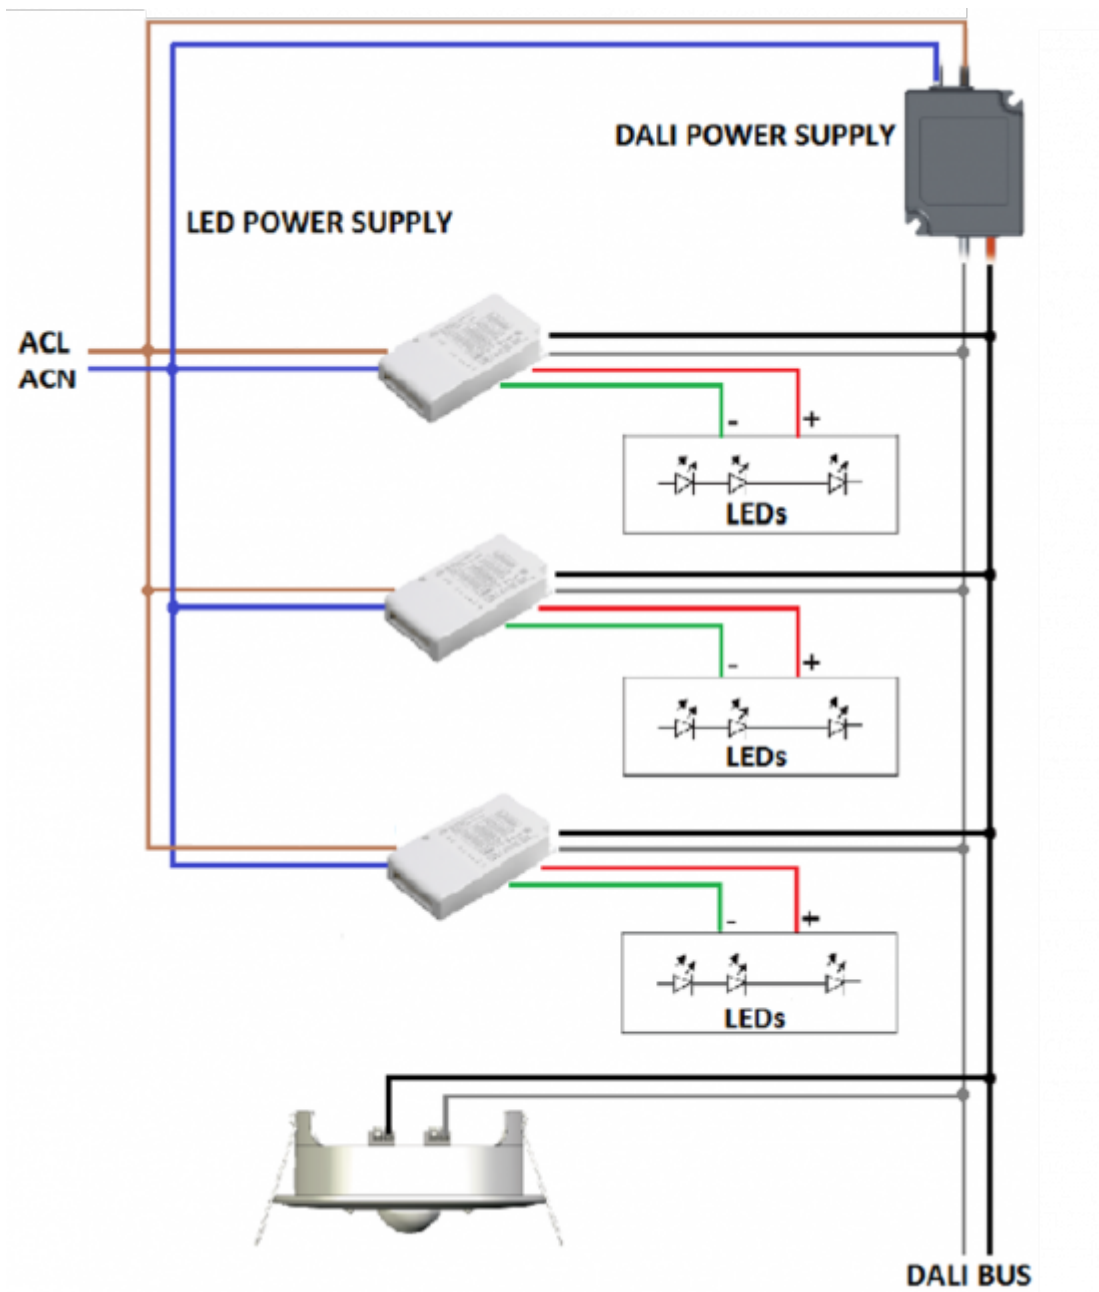 DALI POWER SUPPLY
LED POWER SUPPLY
ACL
ACN
- +
LEDs
- +
LEDs
- +
LEDs
DALI BUS